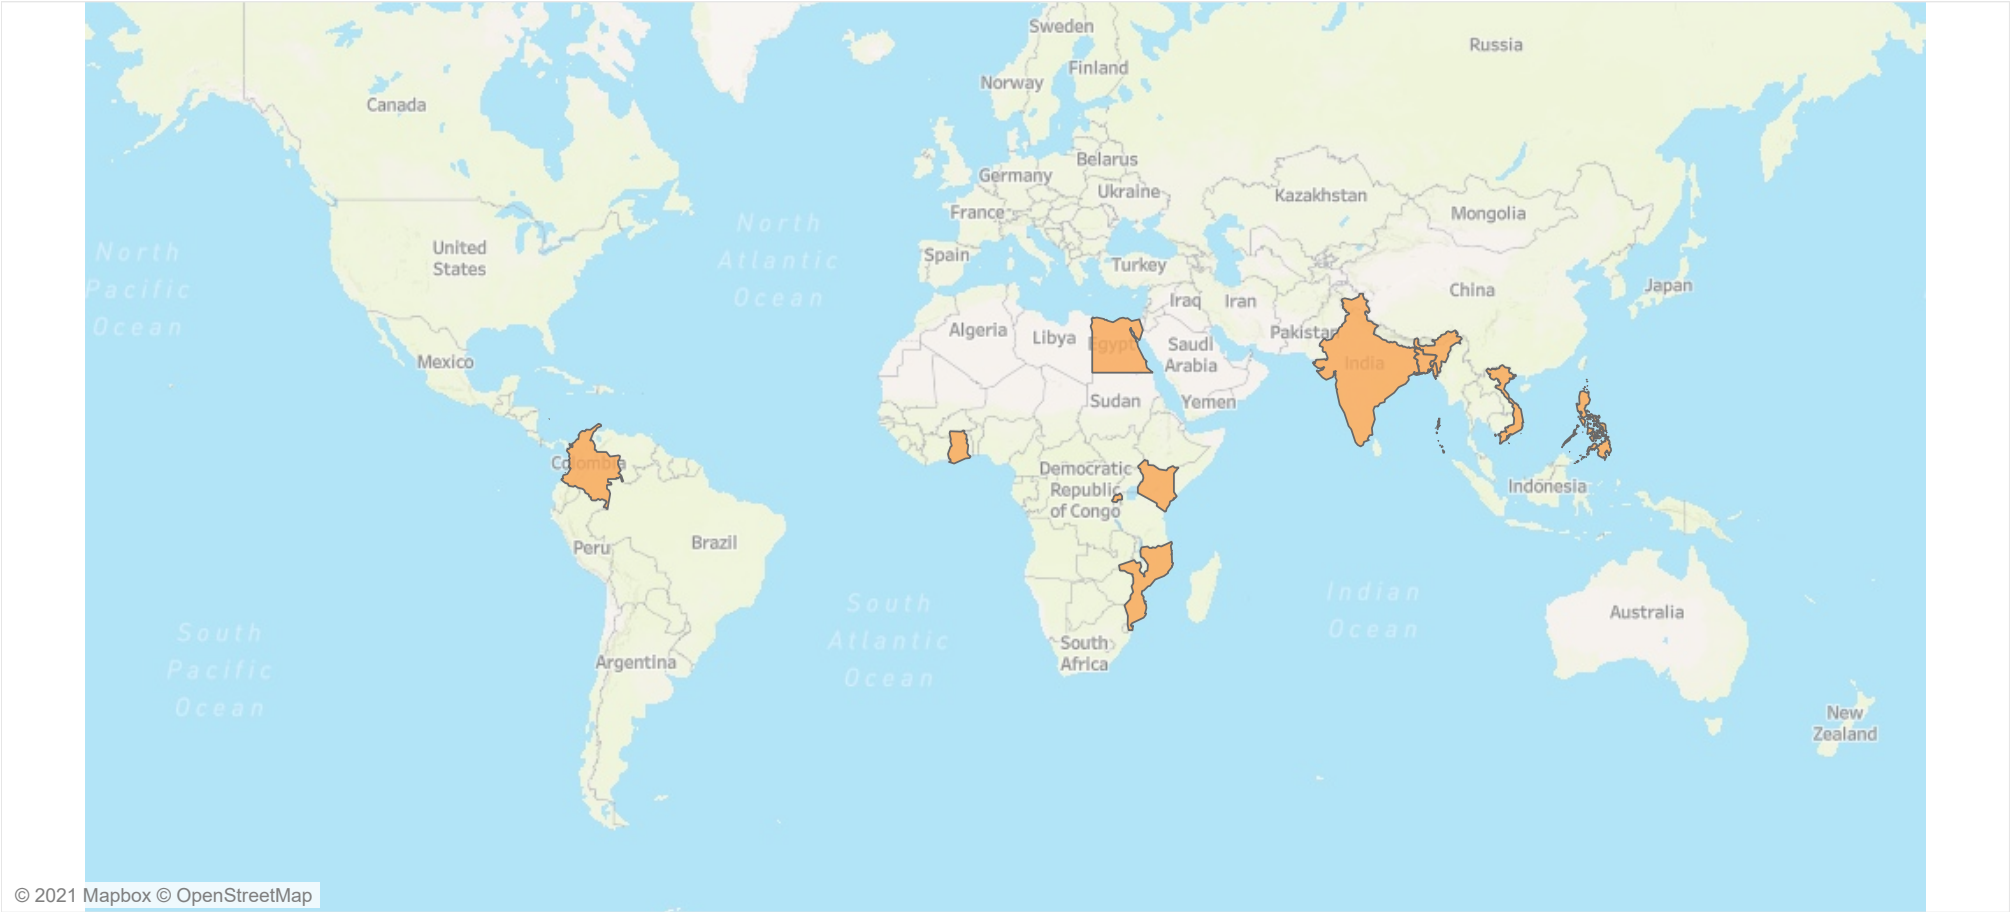 Sweden
Russia
Finland
Norway
Canada
Belarus
Germany
Ukraine
Kazakhstan
France
Mongolia
North
Atlantic
Ocean
North
Pacific
Ocean
United
States
Spain
Turkey
Japan
China
Iraq
Iran
Algeria
Libya
Egypt
Pakistan
Saudi
Arabia
India
Mexico
Sudan
Yemen
Colombia
Democratic
Republic
of Congo
Indonesia
Peru
Brazil
Indian
Ocean
South
Atlantic
Ocean
Australia
South
Pacific
Ocean
South
Africa
Argentina
New
Zealand
© 2021 Mapbox © OpenStreetMap